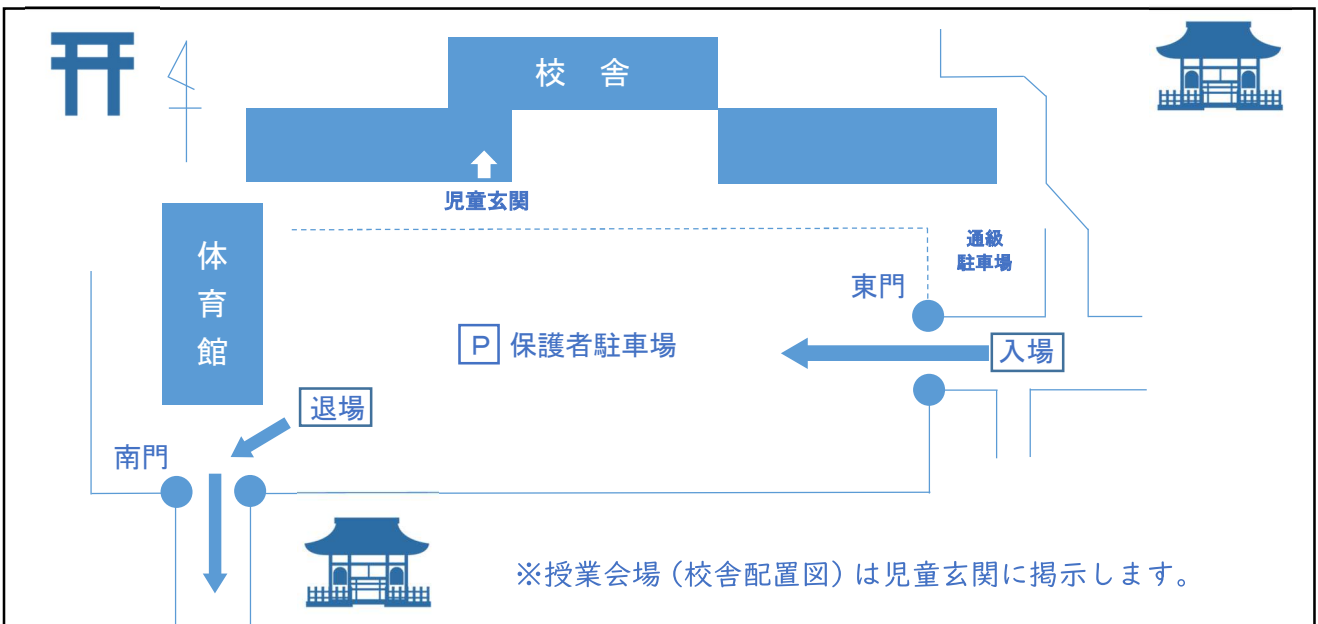 校 舎
児童玄関
体育館
通級
駐車場
東門
P 保護者駐車場
入場
退場
南門
※授業会場（校舎配置図）は児童玄関に掲示します。